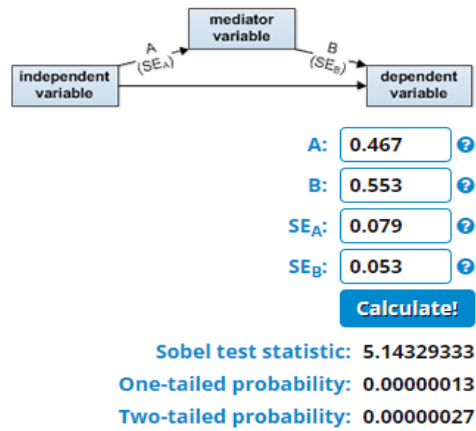 mediator
variable
A
(SEA)
B
(SEB)
independent
variable
dependent
variable
A: 0.467 ?
B: 0.553 ?
SEA: 0.079 ?
SEB: 0.053 ?
Calculate!
Sobel test statistic: 5.14329333
One-tailed probability: 0.00000013
Two-tailed probability: 0.00000027